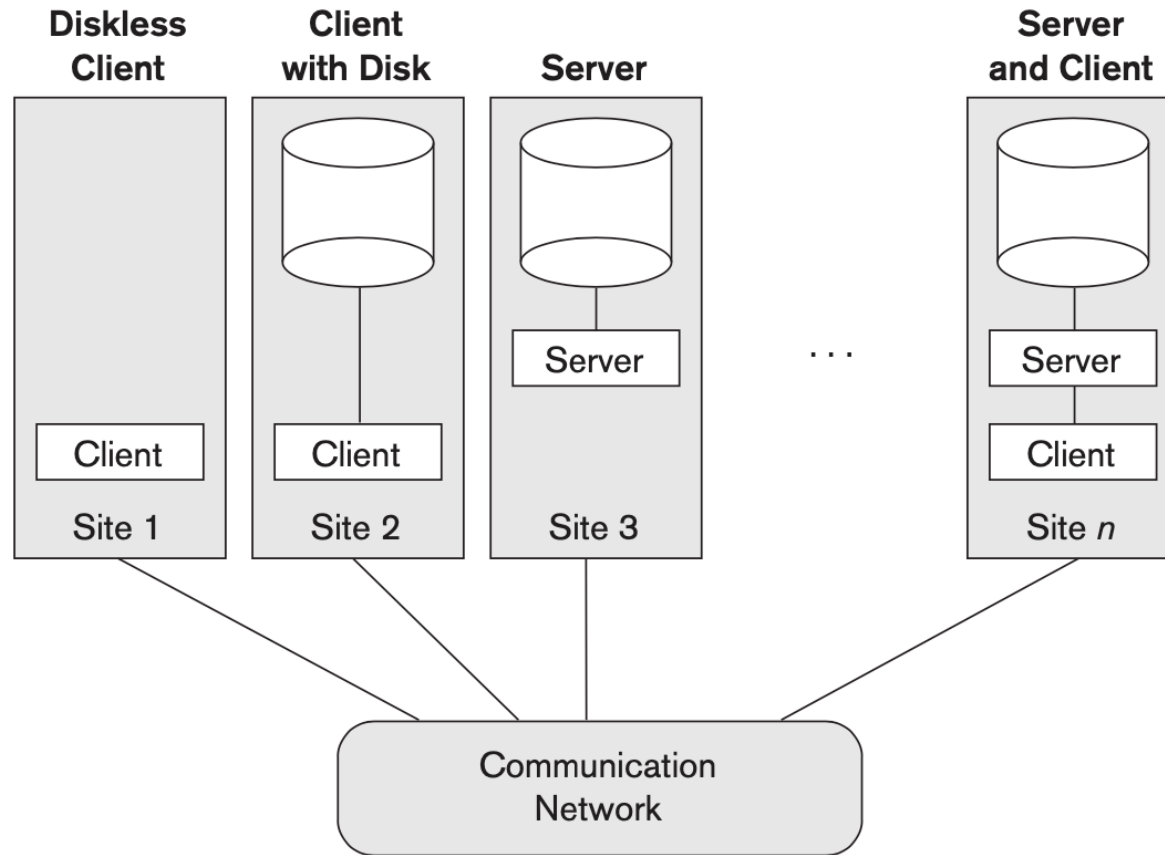 Diskless
Client
Client
with Disk
Server
Server
and Client
Server
. . .
Server
Client
Client
Client
Site 1
Site 2
Site 3
Site n
Communication
Network